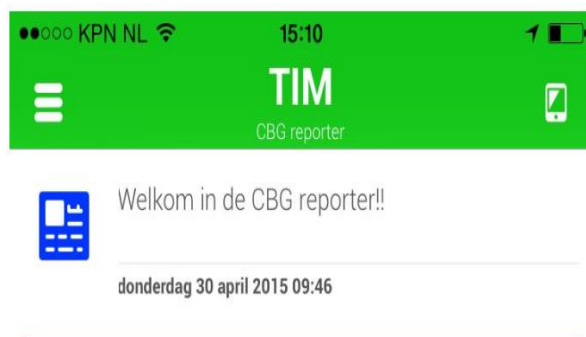 KPN NL 15:10
TIM
CBG reporter
Welkom in de CBG reporter!!
donderdag 30 april 2015 09:46